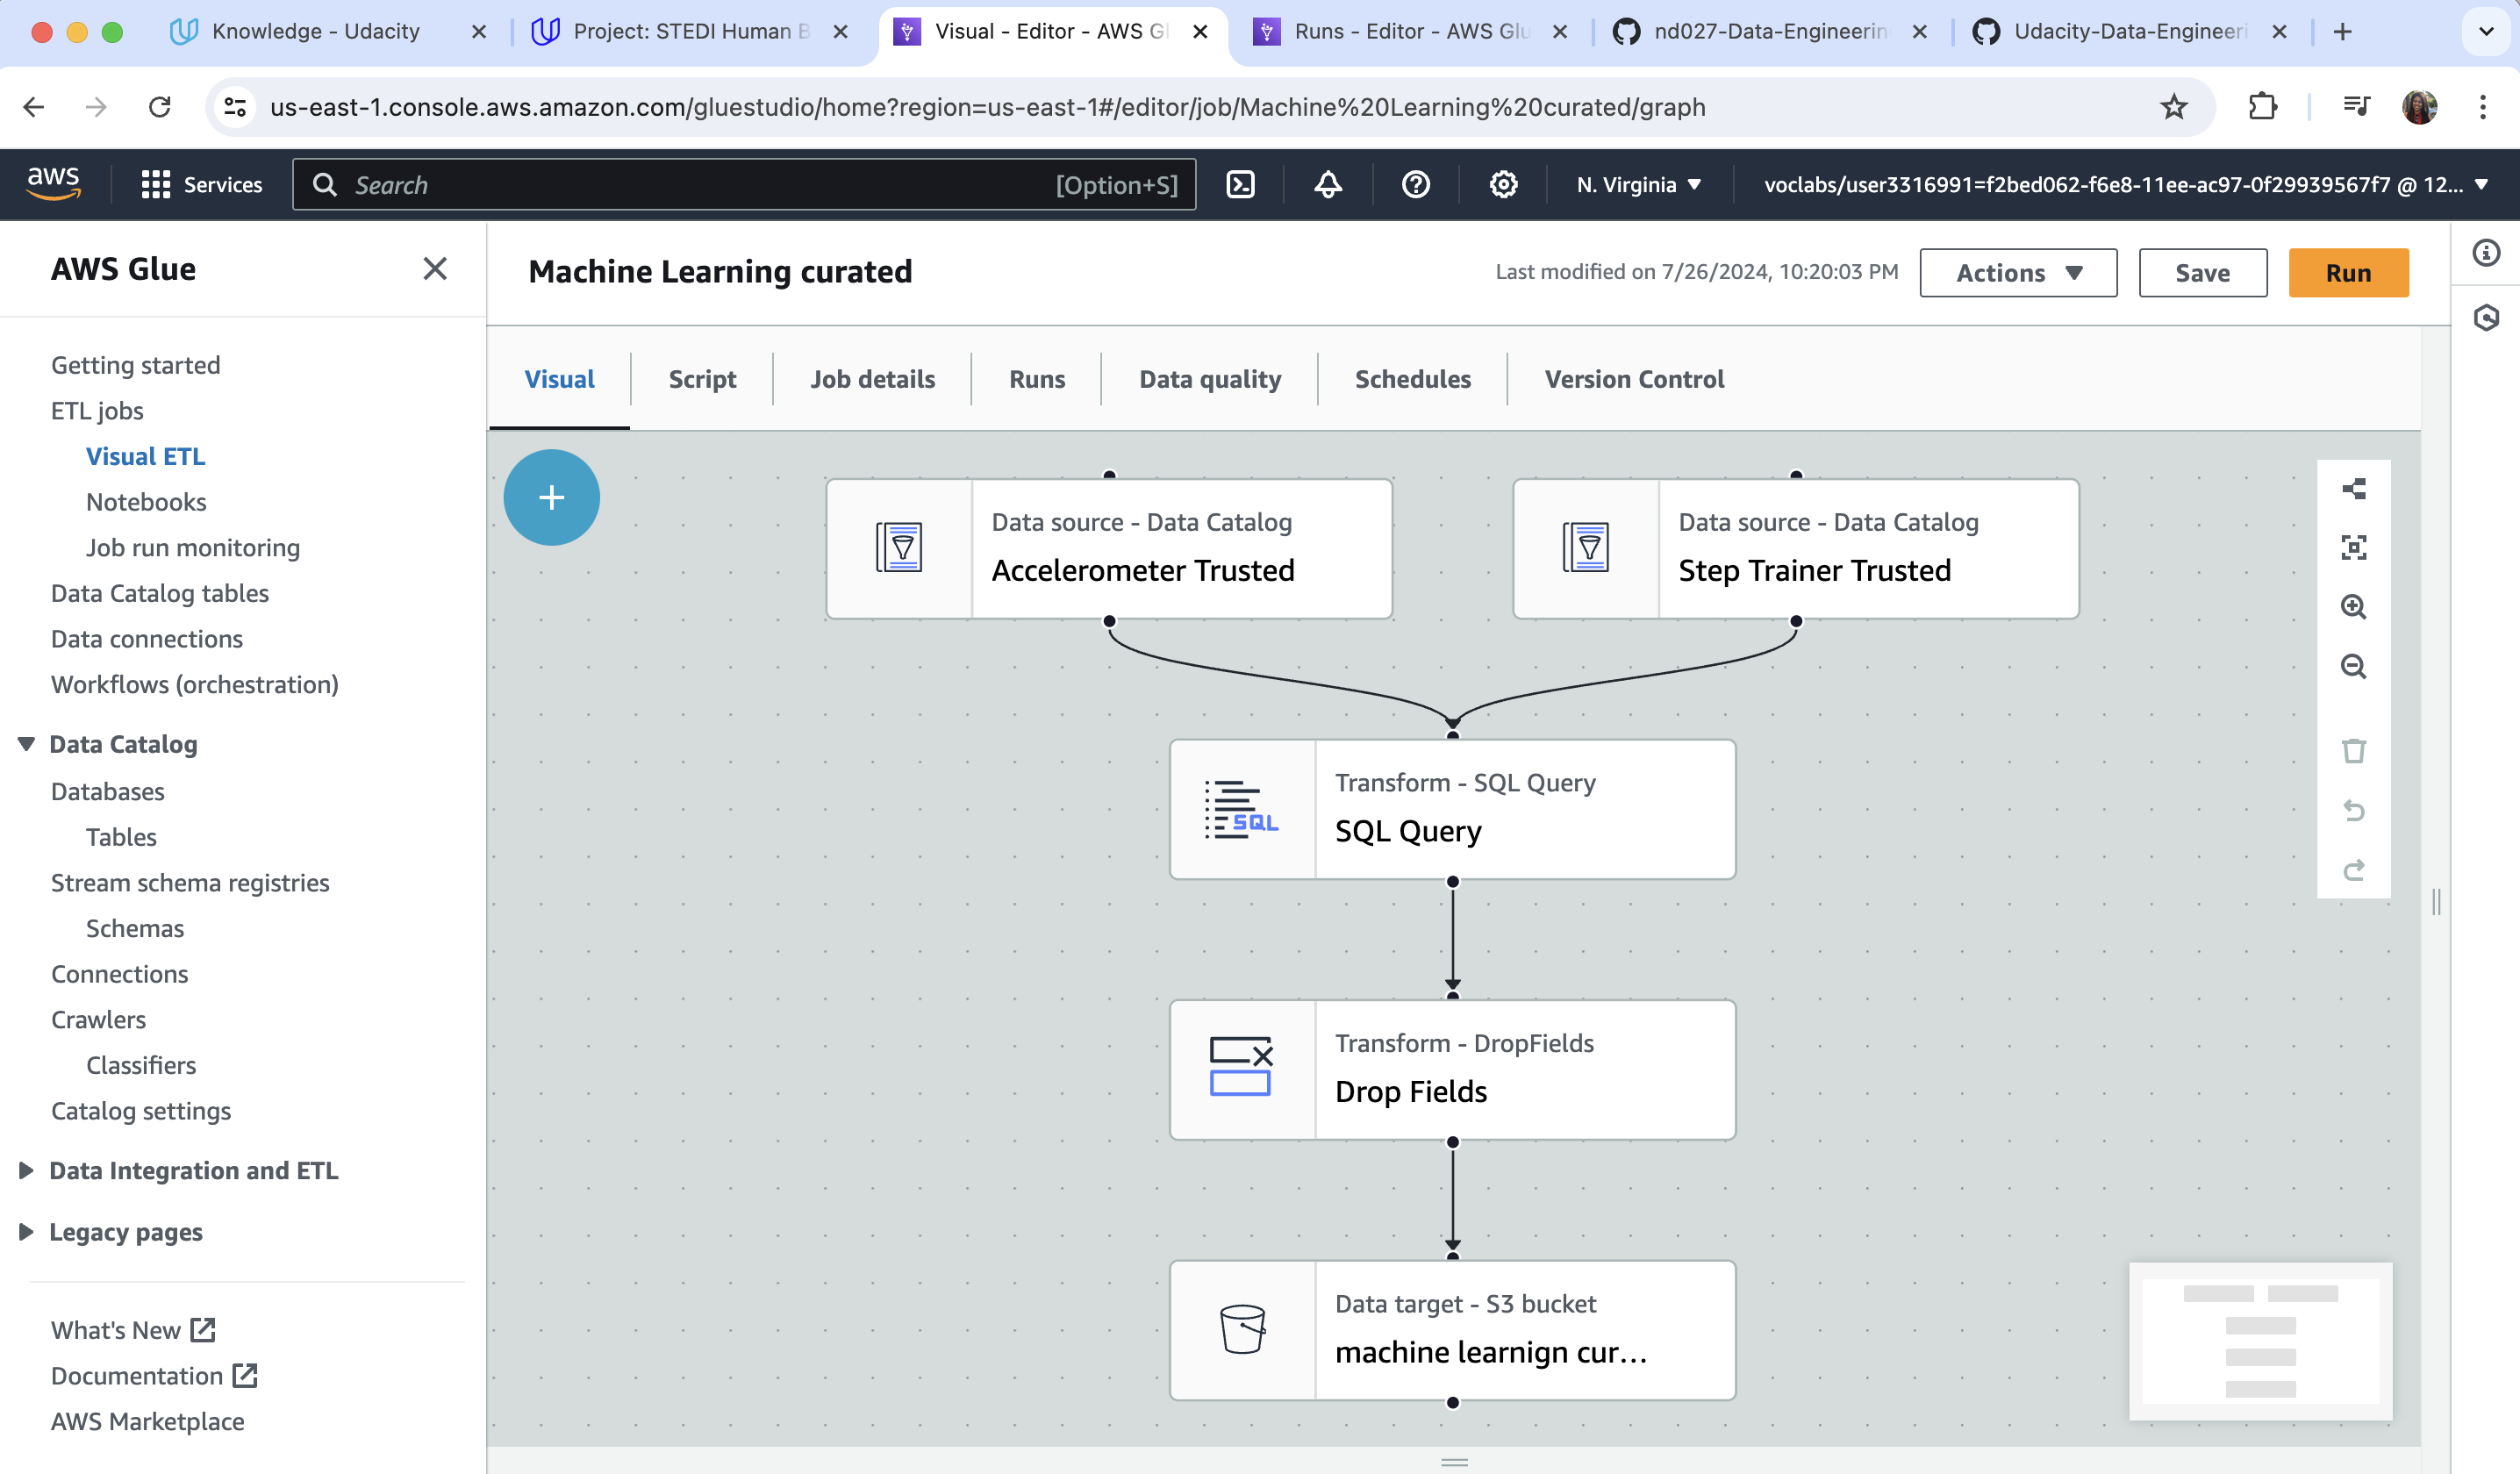 Knowledge - Udacity
Project: STEDI Human B
Visual - Editor - AWS Gl
Runs - Editor - AWS Glu
nd027-Data-Engineerin
Udacity-Data-Engineeri
us-east-1.console.aws.amazon.com/gluestudio/home?region=us-east-1#/editor/job/Machine%20Learning%20curated/graph
aws
Services
Search
[Option+S]
N. Virginia
voclabs/user3316991=f2bed062-f6e8-11ee-ac97-0f29939567f7 @ 12...
AWS Glue
Getting started
ETL jobs
Visual ETL
Notebooks
Job run monitoring
Data Catalog tables
Data connections
Workflows (orchestration)
Data Catalog
Databases
Tables
Stream schema registries
Schemas
Connections
Crawlers
Classifiers
Catalog settings
Data Integration and ETL
Legacy pages
What's New
Documentation
AWS Marketplace
Machine Learning curated
Last modified on 7/26/2024, 10:20:03 PM
Actions
Save
Run
Visual
Script
Job details
Runs
Data quality
Schedules
Version Control
Data source - Data Catalog
Accelerometer Trusted
Data source - Data Catalog
Step Trainer Trusted
SQL
Transform - SQL Query
SQL Query
Transform - DropFields
Drop Fields
Data target - S3 bucket
machine learnign cur...